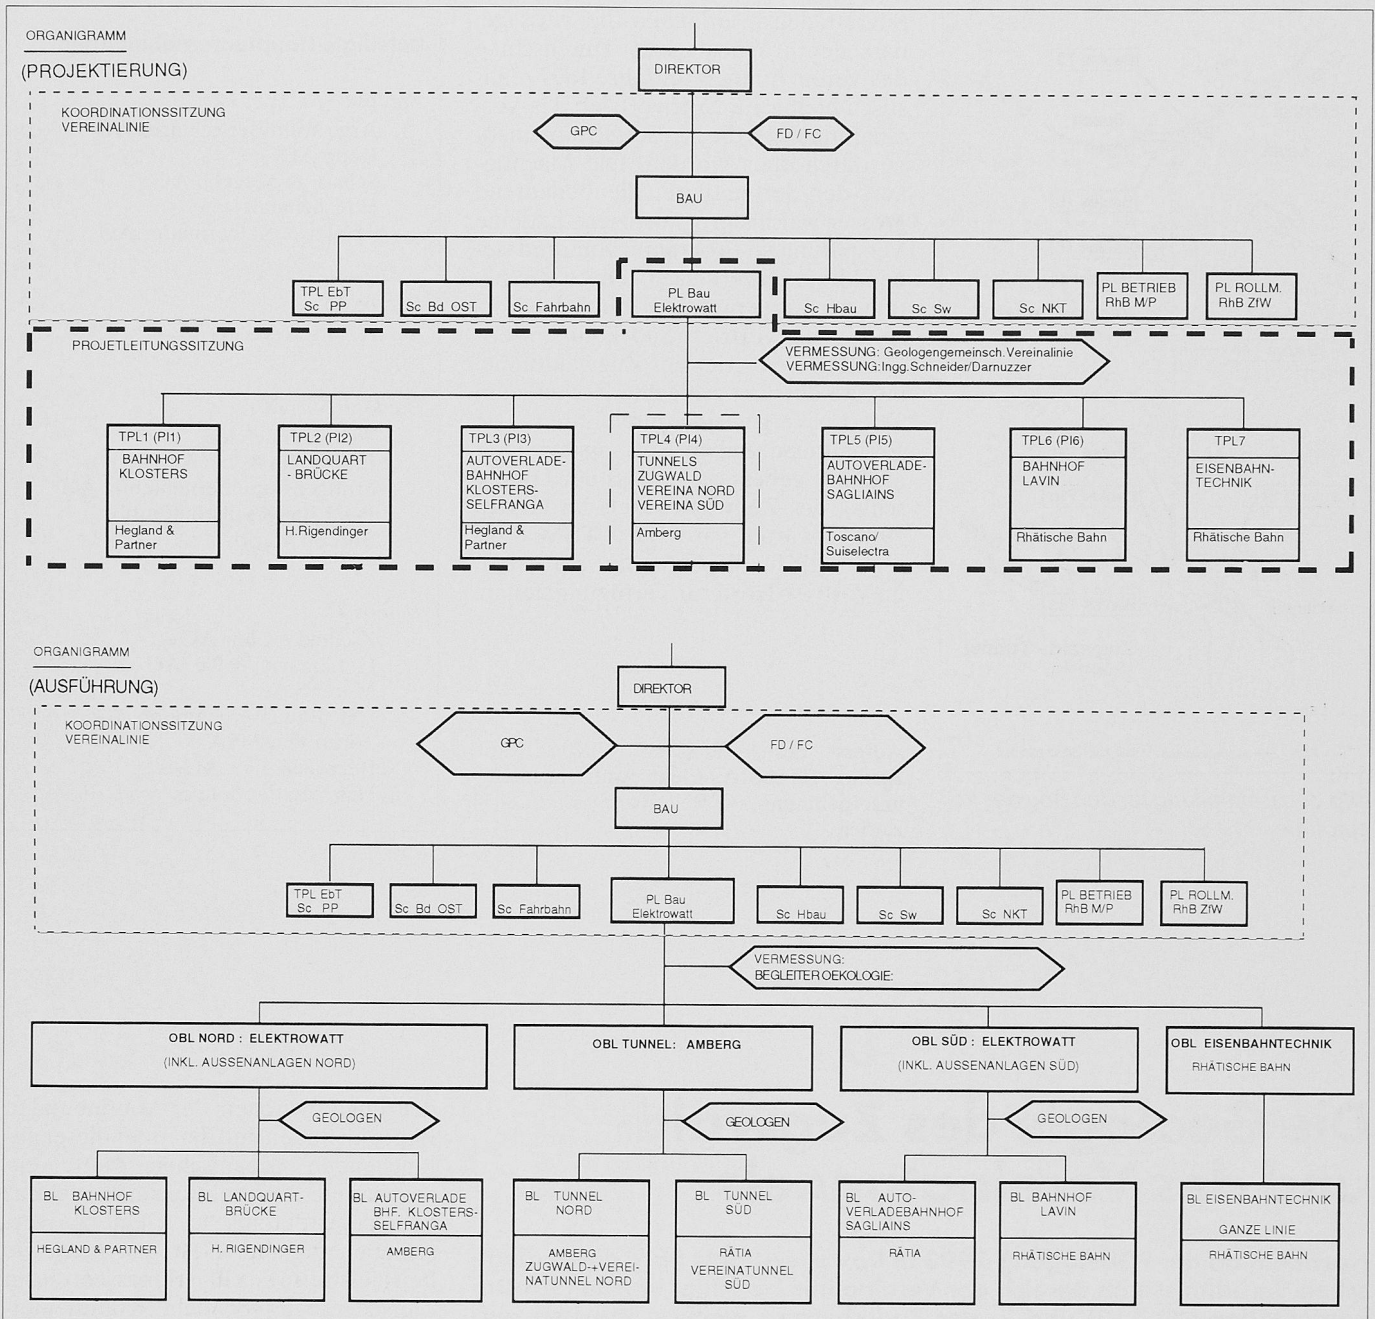 ORGANIGRAMM
(PROJEKTIERUNG)
DIREKTOR
KOORDINATIONSSITZUNG
VEREINALINIE
GPC
FD / FC
BAU
TPL EbT
Sc PP
Sc Bd OST
Sc Fahrbahn
PL Bau
Elektrowatt
Sc Hbau
Sc Sw
Sc NKT
PL BETRIEB
RhB M/P
PL ROLLM.
RhB ZfW
PROJETLEITUNGSSITZUNG
VERMESSUNG: Geologengemeinsch.Vereinalinie
VERMESSUNG:Ingg.Schneider/Darnuzzer
TPL1 (PI1)
BAHNHOF
KLOSTERS
Hegland &
Partner
TPL2 (PI2)
LANDQUART
- BRÜCKE
H.Rigendinger
TPL3 (PI3)
AUTOVERLADE-
BAHNHOF
KLOSTERS-
SELFRANGA
Hegland &
Partner
TPL4 (PI4)
TUNNELS
ZUGWALD
VEREINA NORD
VEREINA SÜD
Amberg
TPL5 (PI5)
AUTOVERLADE-
BAHNHOF
SAGLIAINS
Toscano/
Suiselectra
TPL6 (PI6)
BAHNHOF
LAVIN
Rhätische Bahn
TPL7
EISENBAHN-
TECHNIK
Rhätische Bahn
ORGANIGRAMM
(AUSFÜHRUNG)
DIREKTOR
KOORDINATIONSSITZUNG
VEREINALINIE
GPC
FD / FC
BAU
TPL EbT
Sc PP
Sc Bd OST
Sc Fahrbahn
PL Bau
Elektrowatt
Sc Hbau
Sc Sw
Sc NKT
PL BETRIEB
RhB M/P
PL ROLLM.
RhB ZfW
VERMESSUNG:
BEGLEITER OEKOLOGIE:
OBL NORD : ELEKTROWATT
(INKL. AUSSENANLAGEN NORD)
OBL TUNNEL: AMBERG
OBL SÜD : ELEKTROWATT
(INKL. AUSSENANLAGEN SÜD)
OBL EISENBAHNTECHNIK
RHÄTISCHE BAHN
GEOLOGEN
GEOLOGEN
GEOLOGEN
BL BAHNHOF
KLOSTERS
HEGLAND & PARTNER
BL LANDQUART-
BRÜCKE
H. RIGENDINGER
BL AUTOVERLADE
BHF. KLOSTERS-
SELFRANGA
AMBERG
BL TUNNEL
NORD
AMBERG
ZUGWALD-+VEREI-
NATUNNEL NORD
BL TUNNEL
SÜD
RÄTIA
VEREINATUNNEL
SÜD
BL AUTO-
VERLADEBAHNHOF
SAGLIAINS
RÄTIA
BL BAHNHOF
LAVIN
RHÄTISCHE BAHN
BL EISENBAHNTECHNIK
GANZE LINIE
RHÄTISCHE BAHN